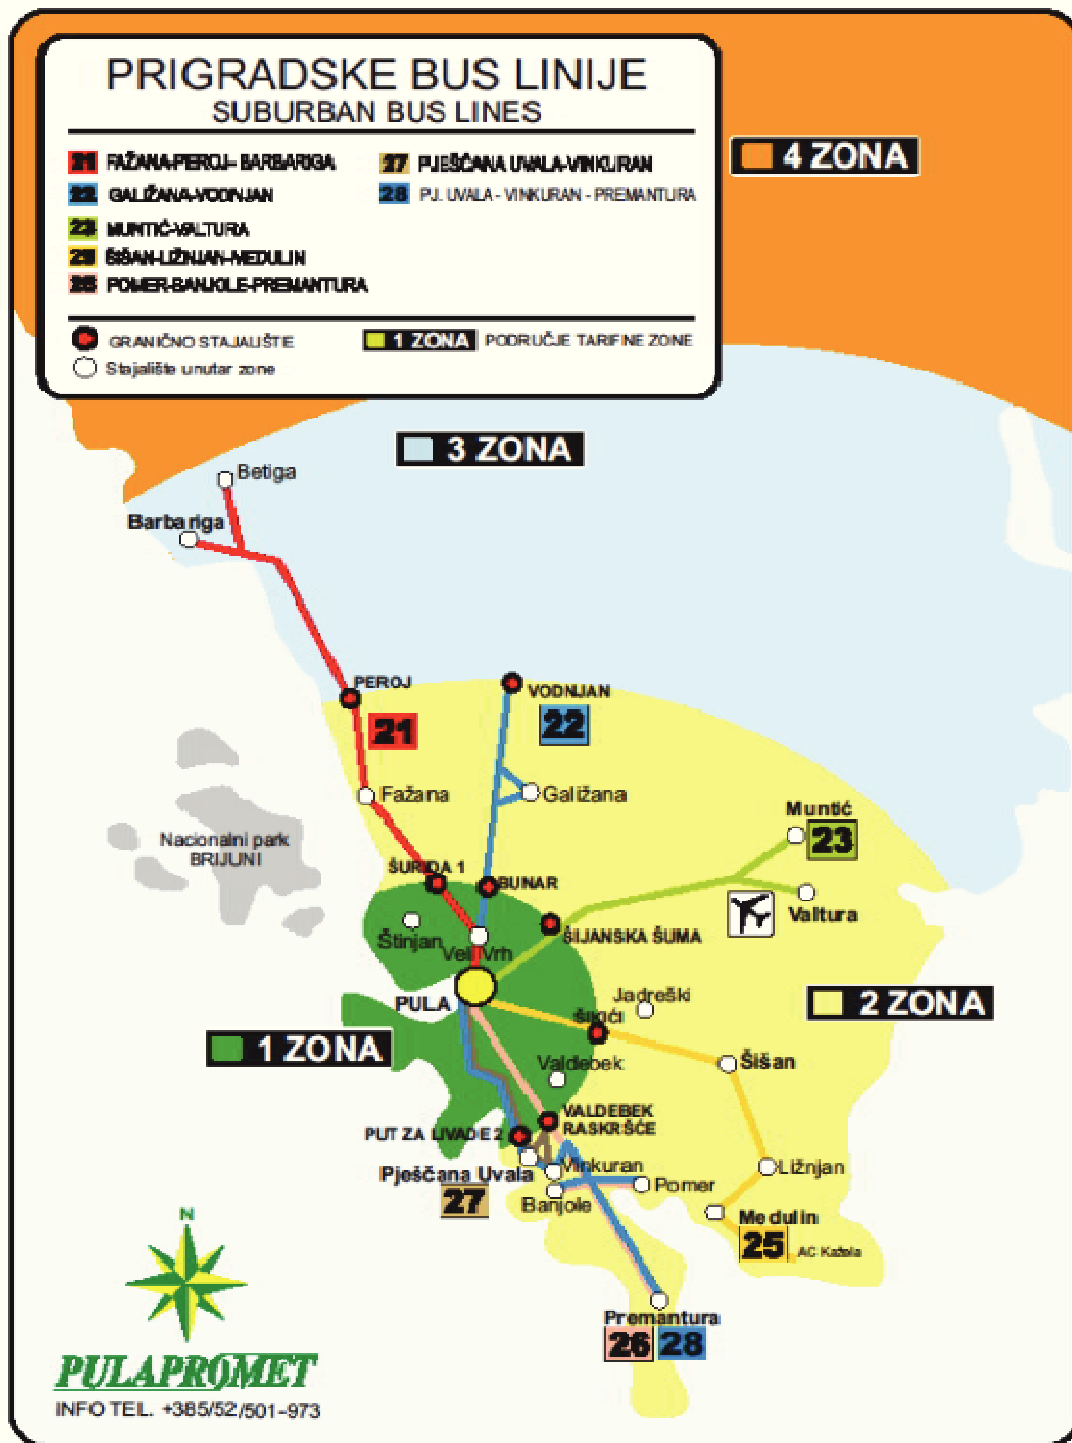 PRIGRADSKE BUS LINIJE
SUBURBAN BUS LINES
21 FAŽANA-PEROJ- BARBARIGA
22 GALIŽANA-VODNJAN
23 MUNTIĆ-VALTURA
25 ŠIŠAN-LIŽNJAN-MEDULIN
26 POMER-BANJOLE-PREMANTURA
27 PJEŠČANA UVALA-VINKURAN
28 PJ. UVALA - VINKURAN - PREMANTURA
GRANIČNO STAJALIŠTE
Stajalište unutar zone
1 ZONA PODRUČJE TARIFINE ZONE
4 ZONA
3 ZONA
Betiga
Barbariga
PEROJ
21
VODNJAN
22
Fažana
Galižana
Muntić
23
Nacionalni park
BRIJUNI
BUNAR
Valtura
Štinjan
Veli Vrh
ŠIJANSKA ŠUMA
PULA
Jadreški
2 ZONA
1 ZONA
Valdebek
Šišan
VALDEBEK
RASKRŠĆE
PUT ZA LIVADE 2
Pješčana Uvala
27
Vinkuran
Banjole
Pomer
Ližnjan
Medulin
25
AC Kažela
Premantura
26 28
N
PULAPROMET
INFO TEL. +385/52/501-973